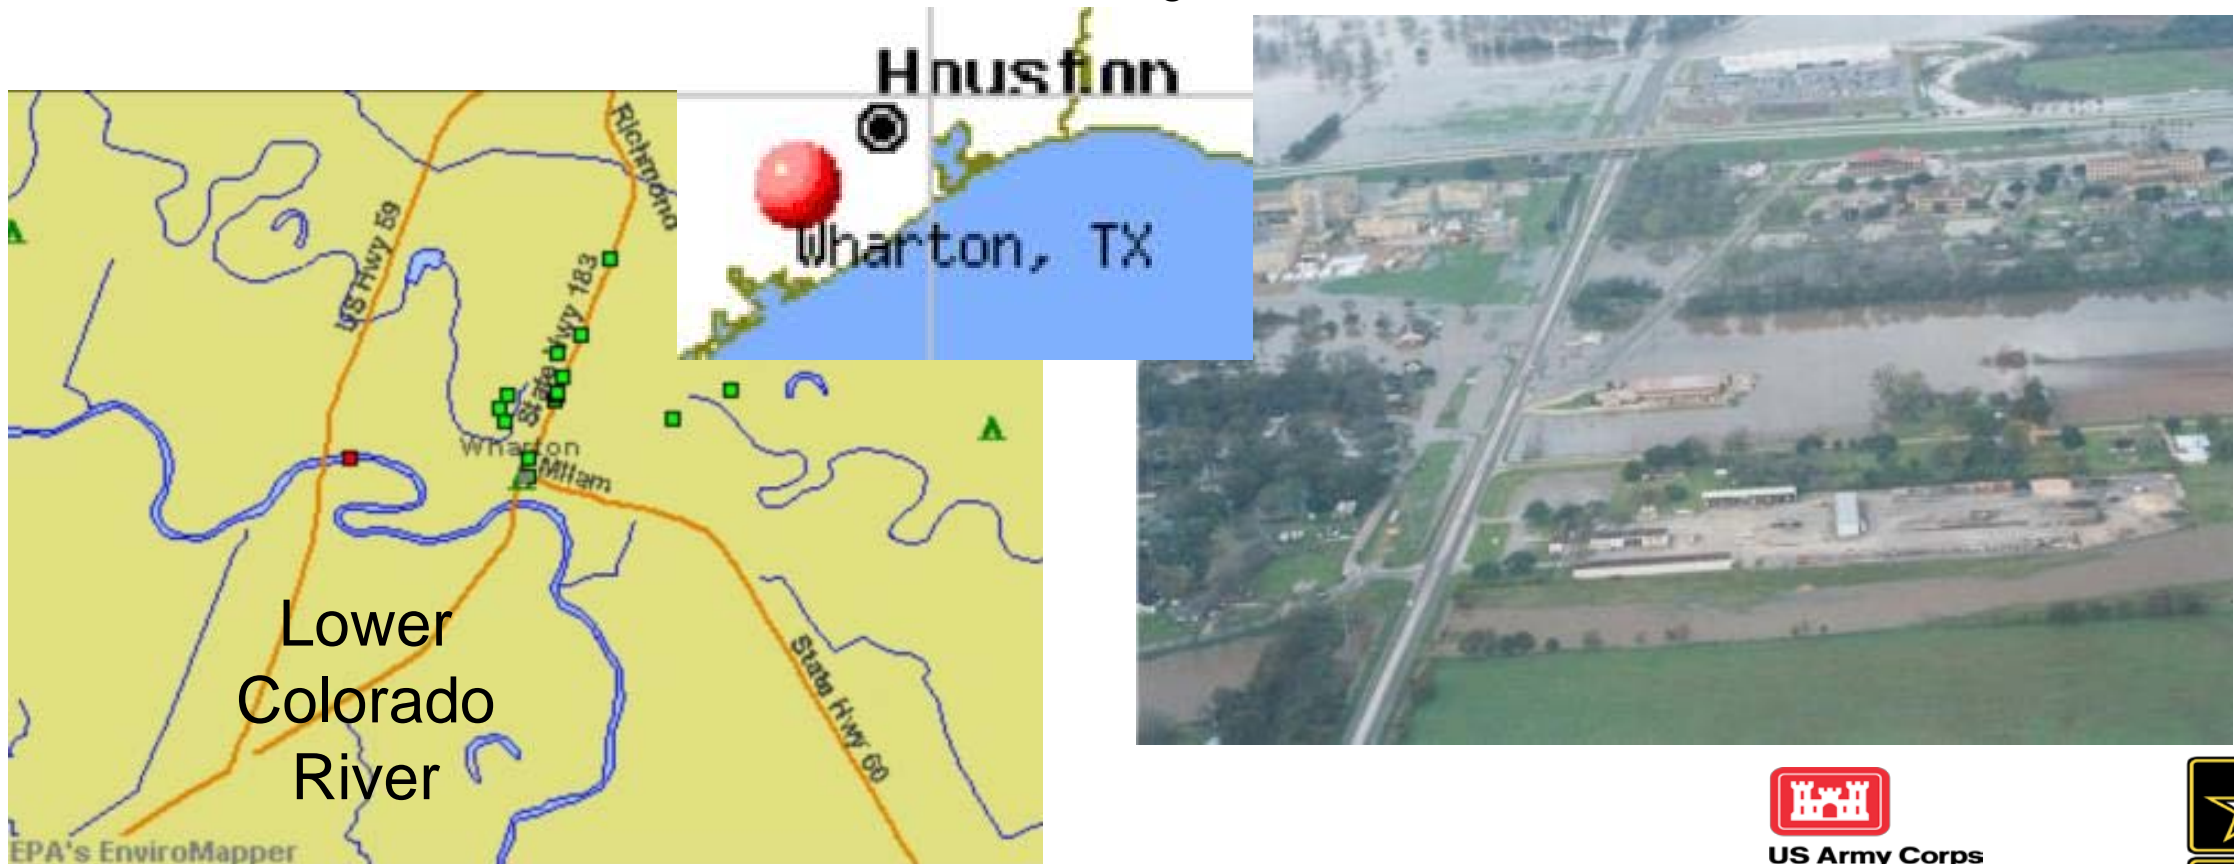 Houston
Wharton, TX
Richmond
US Hwy 59
State Hwy 183
Wharton
Milam
State Hwy 60
Lower
Colorado
River
EPA's EnviroMapper
US Army Corps